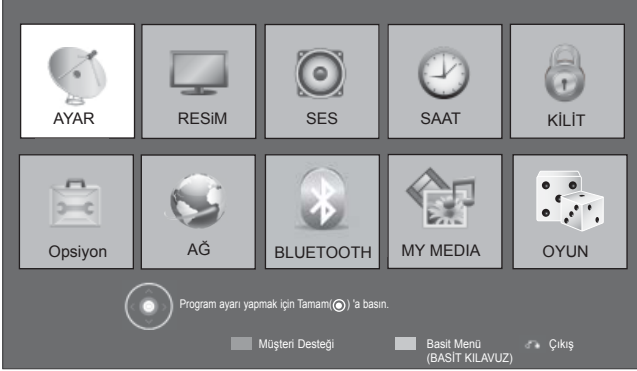 AYAR
RESiM
SES
SAAT
KİLİT
Opsiyon
AĞ
BLUETOOTH
MY MEDIA
OYUN
Program ayarı yapmak için Tamam(◉) 'a basın.
Müşteri Desteği
Basit Menü
(BASİT KILAVUZ)
Çıkış